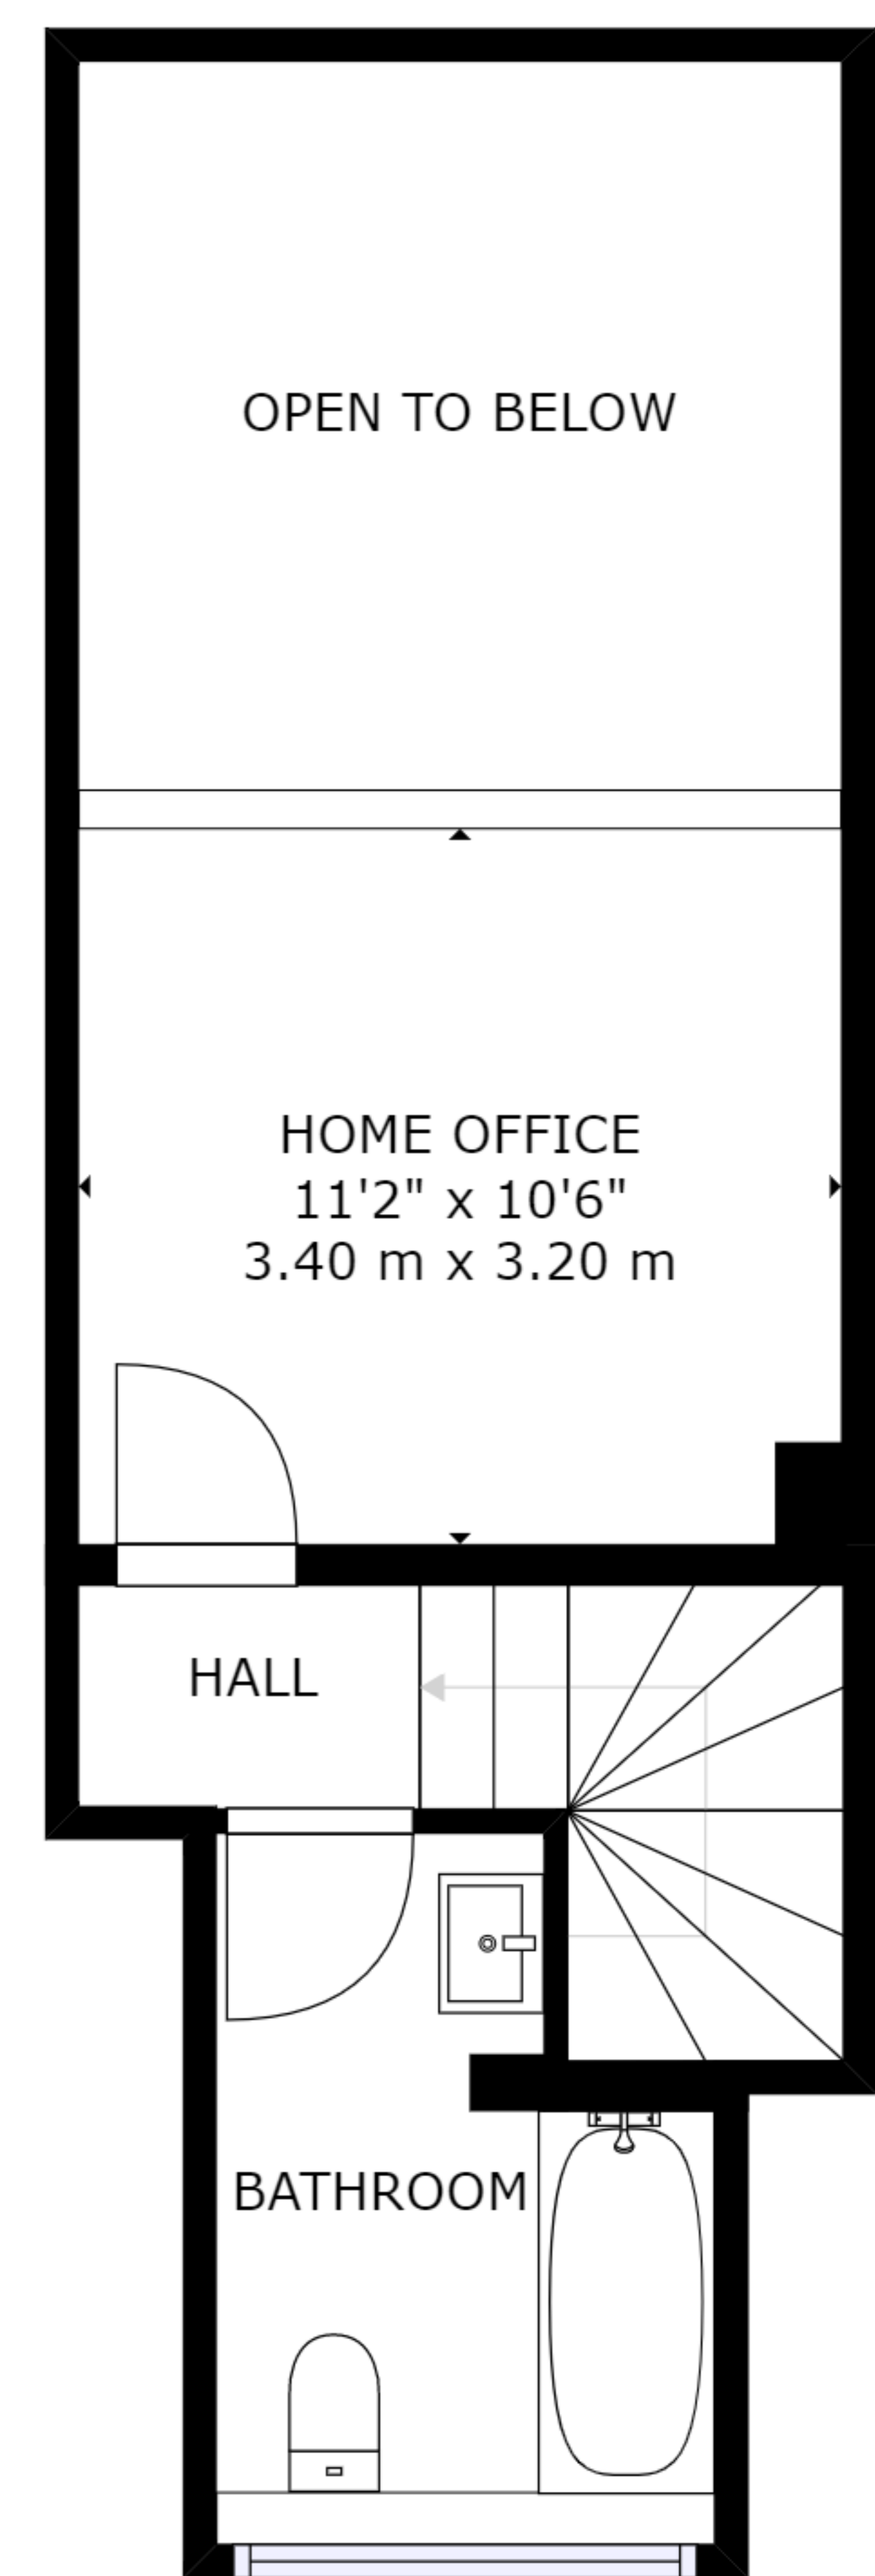 OPEN TO BELOW
HOME OFFICE
11'2" x 10'6"
3.40 m x 3.20 m
HALL
BATHROOM